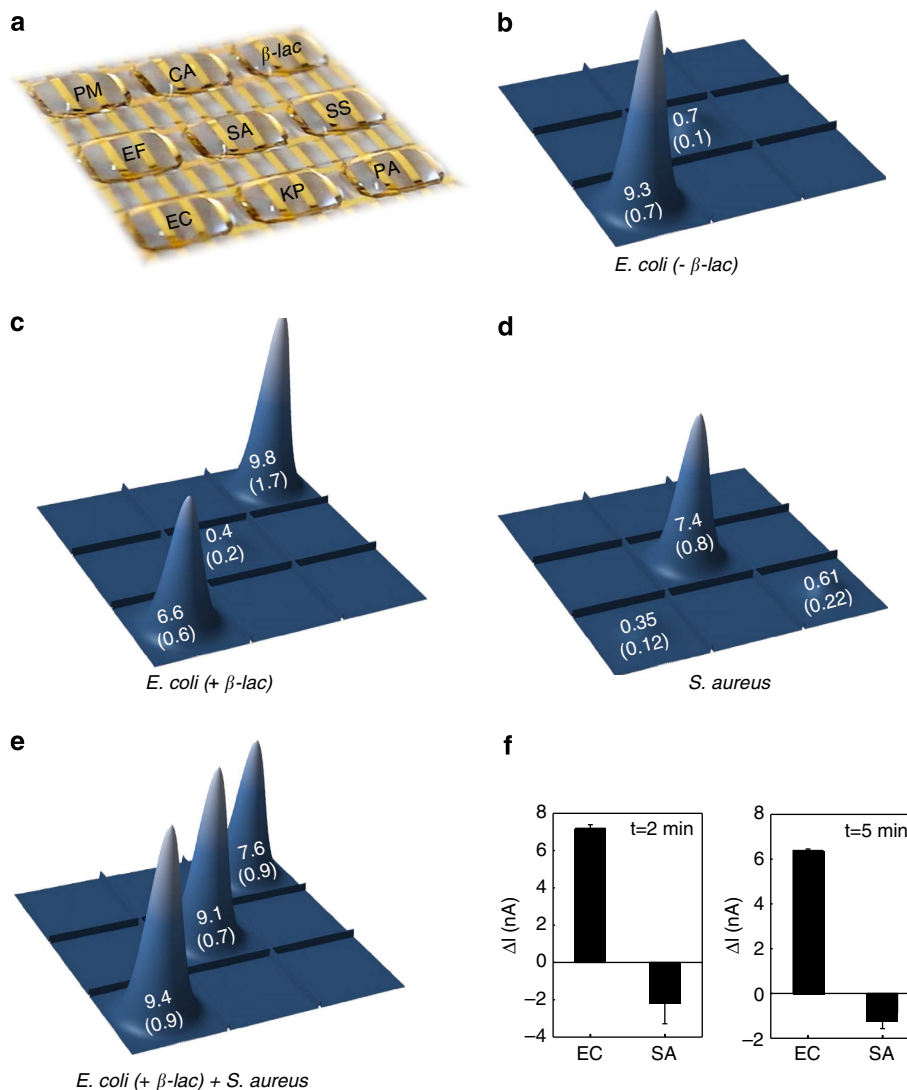 a
PM CA β-lac
EF SA SS
EC KP PA
b
0.7
(0.1)
9.3
(0.7)
E. coli (- β-lac)
c
9.8
(1.7)
0.4
(0.2)
6.6
(0.6)
E. coli (+ β-lac)
d
7.4
(0.8)
0.61
(0.22)
0.35
(0.12)
S. aureus
e
7.6
(0.9)
9.1
(0.7)
9.4
(0.9)
E. coli (+ β-lac) + S. aureus
f
8
6
4
2
0
−2
−4
ΔI (nA)
t=2 min
EC SA
8
6
4
2
0
−2
ΔI (nA)
t=5 min
EC SA